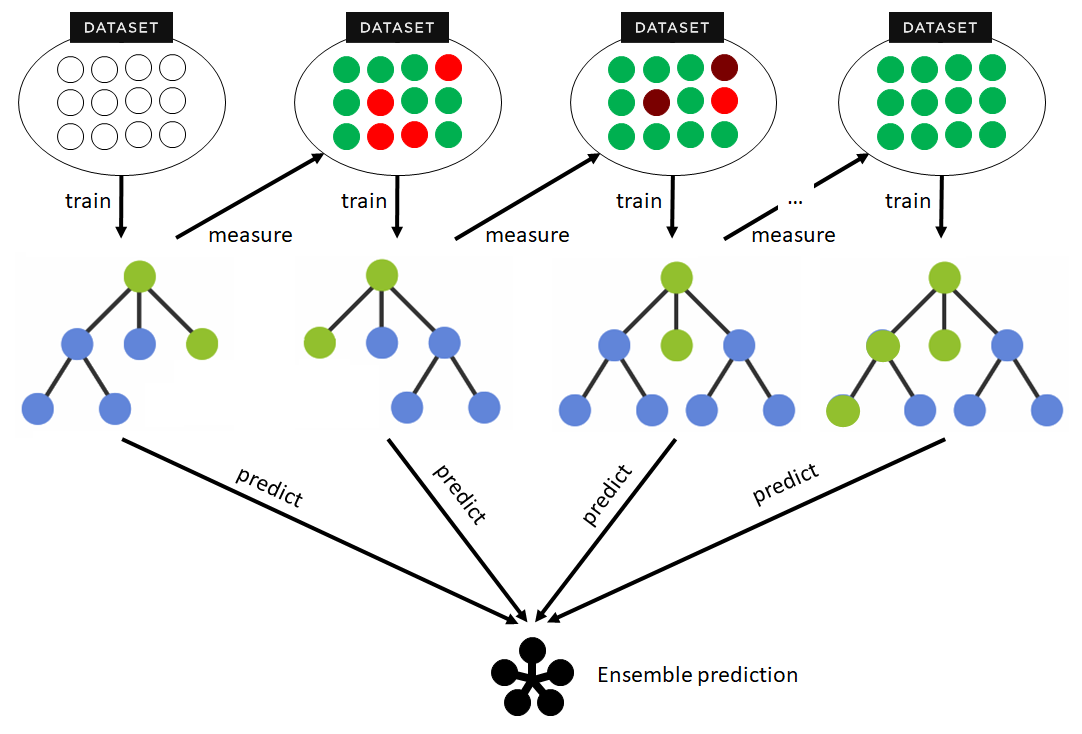 DATASET
DATASET
DATASET
DATASET
train
train
train
...
train
measure
measure
measure
predict
predict
predict
predict
Ensemble prediction